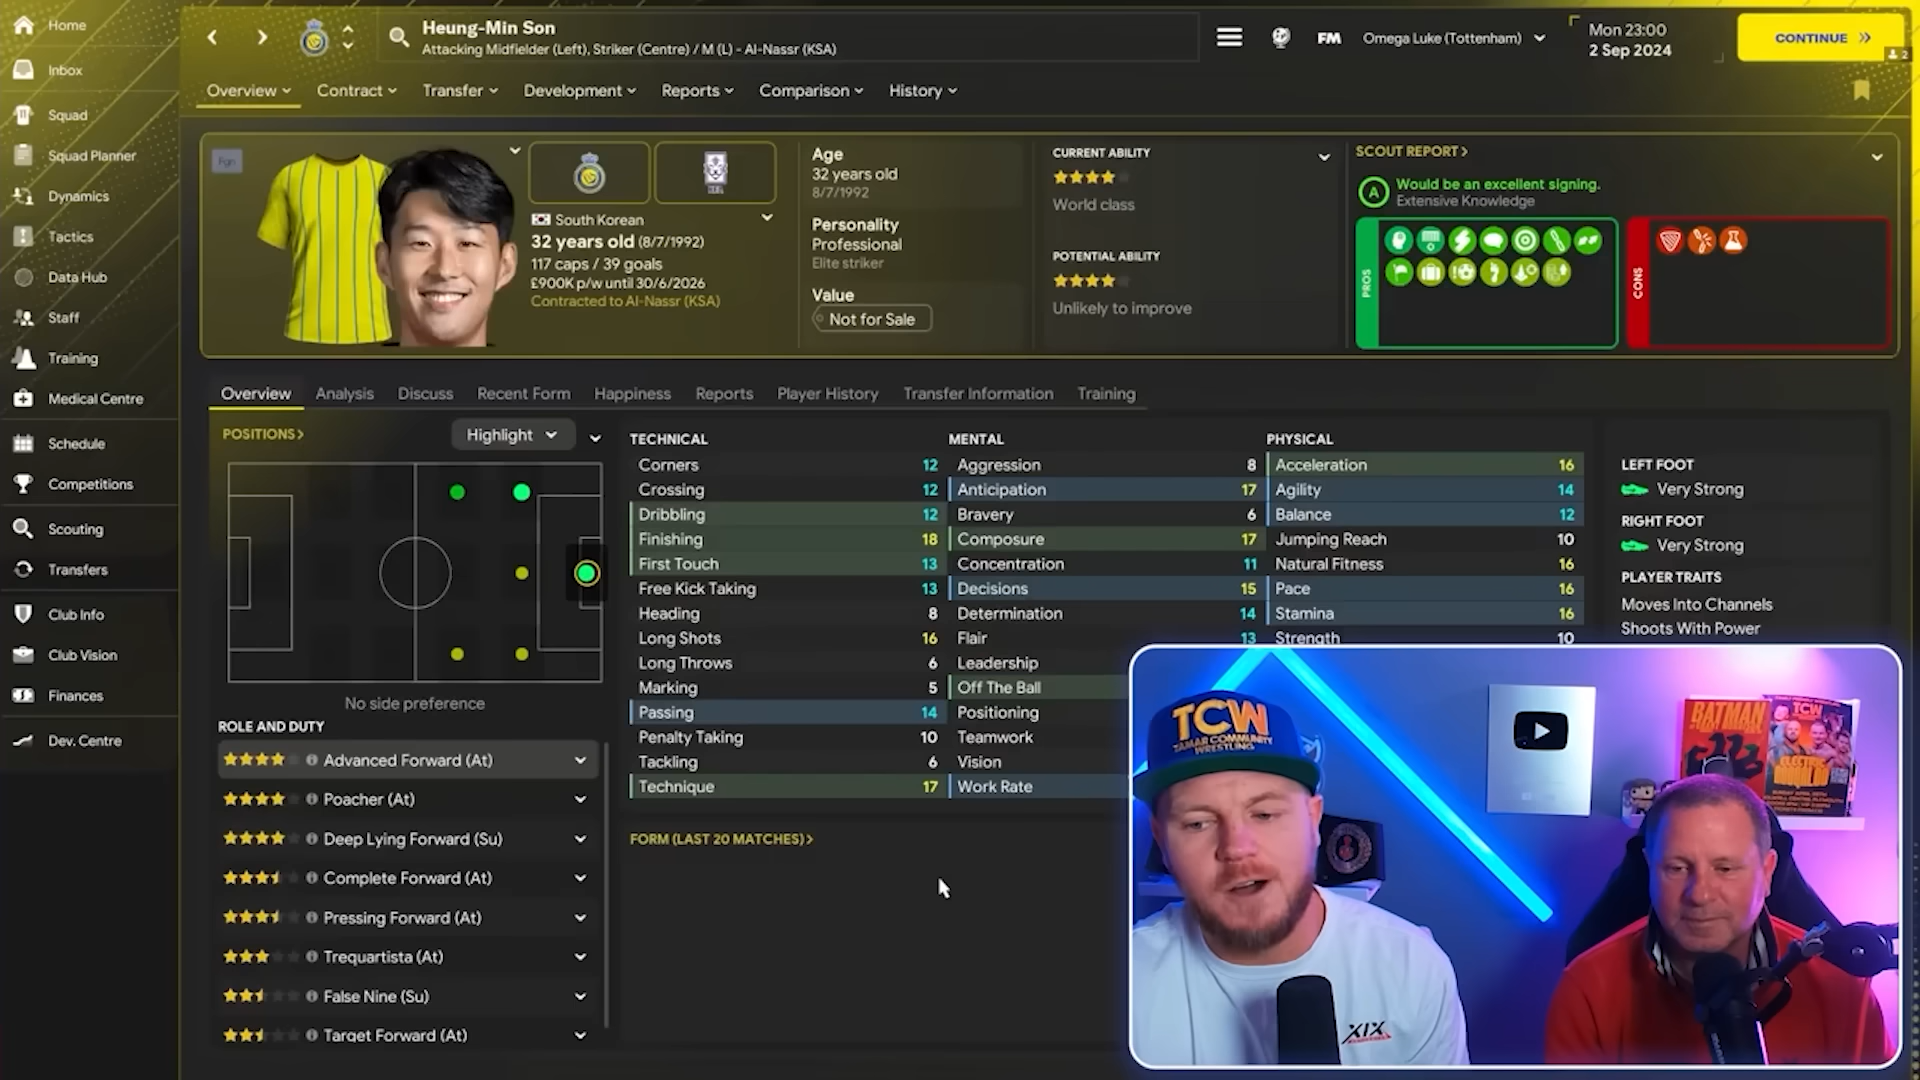 Home
Inbox
Squad
Squad Planner
Dynamics
Tactics
Data Hub
Staff
Training
Medical Centre
Schedule
Competitions
Scouting
Transfers
Club Info
Club Vision
Finances
Dev. Centre
Heung-Min Son
Attacking Midfielder (Left), Striker (Centre) / M (L) - Al-Nassr (KSA)
FM
Omega Luke (Tottenham)
Mon 23:00
2 Sep 2024
CONTINUE
2
Overview Contract Transfer Development Reports Comparison History
Fgn
South Korean
32 years old (8/7/1992)
117 caps / 39 goals
£900K p/w until 30/6/2026
Contracted to Al-Nassr (KSA)
Age
32 years old
8/7/1992
Personality
Professional
Elite striker
Value
Not for Sale
CURRENT ABILITY
World class
POTENTIAL ABILITY
Unlikely to improve
SCOUT REPORT >
A
Would be an excellent signing.
Extensive Knowledge
PROS
CONS
Overview Analysis Discuss Recent Form Happiness Reports Player History Transfer Information Training
POSITIONS >
Highlight
No side preference
ROLE AND DUTY
Advanced Forward (At)
Poacher (At)
Deep Lying Forward (Su)
Complete Forward (At)
Pressing Forward (At)
Trequartista (At)
False Nine (Su)
Target Forward (At)
TECHNICAL
Corners 12
Crossing 12
Dribbling 12
Finishing 18
First Touch 13
Free Kick Taking 13
Heading 8
Long Shots 16
Long Throws 6
Marking 5
Passing 14
Penalty Taking 10
Tackling 6
Technique 17
MENTAL
Aggression 8
Anticipation 17
Bravery 6
Composure 17
Concentration 11
Decisions 15
Determination 14
Flair 13
Leadership
Off The Ball
Positioning
Teamwork
Vision
Work Rate
PHYSICAL
Acceleration 16
Agility 14
Balance 12
Jumping Reach 10
Natural Fitness 16
Pace 16
Stamina 16
Strength 10
LEFT FOOT
Very Strong
RIGHT FOOT
Very Strong
PLAYER TRAITS
Moves Into Channels
Shoots With Power
FORM (LAST 20 MATCHES) >
TCW
TAMAR COMMUNITY
WRESTLING
BATMAN
TCW
XIX